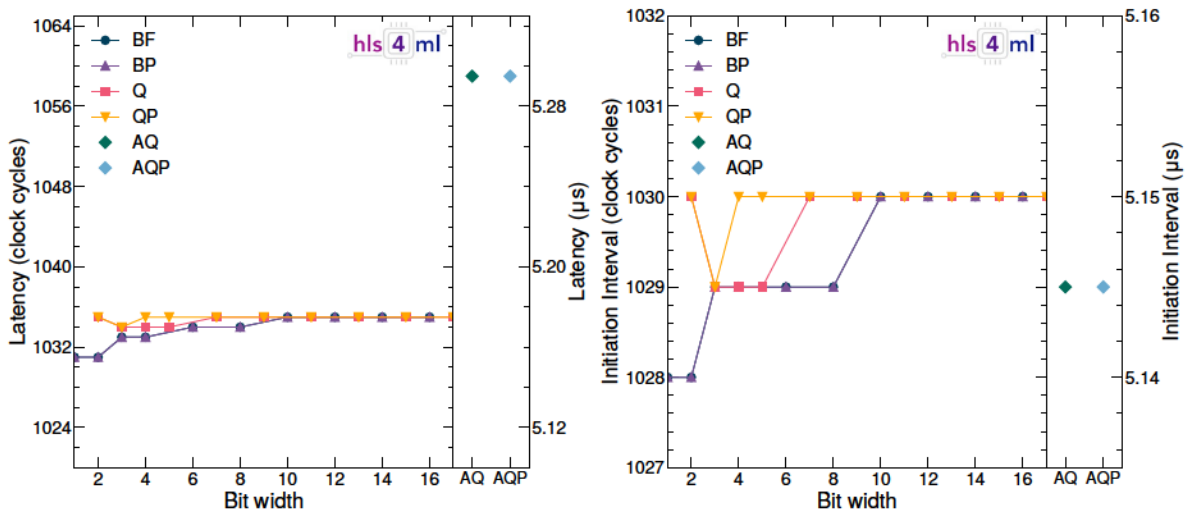 1064
1056
1048
1040
1032
1024
Latency (clock cycles)
BF
BP
Q
QP
AQ
AQP
hls 4 ml
2 4 6 8 10 12 14 16
Bit width
AQ AQP
5.28
5.20
5.12
Latency (μs)
1032
1031
1030
1029
1028
1027
Initiation Interval (clock cycles)
BF
BP
Q
QP
AQ
AQP
hls 4 ml
2 4 6 8 10 12 14 16
Bit width
AQ AQP
5.16
5.15
5.14
Initiation Interval (μs)